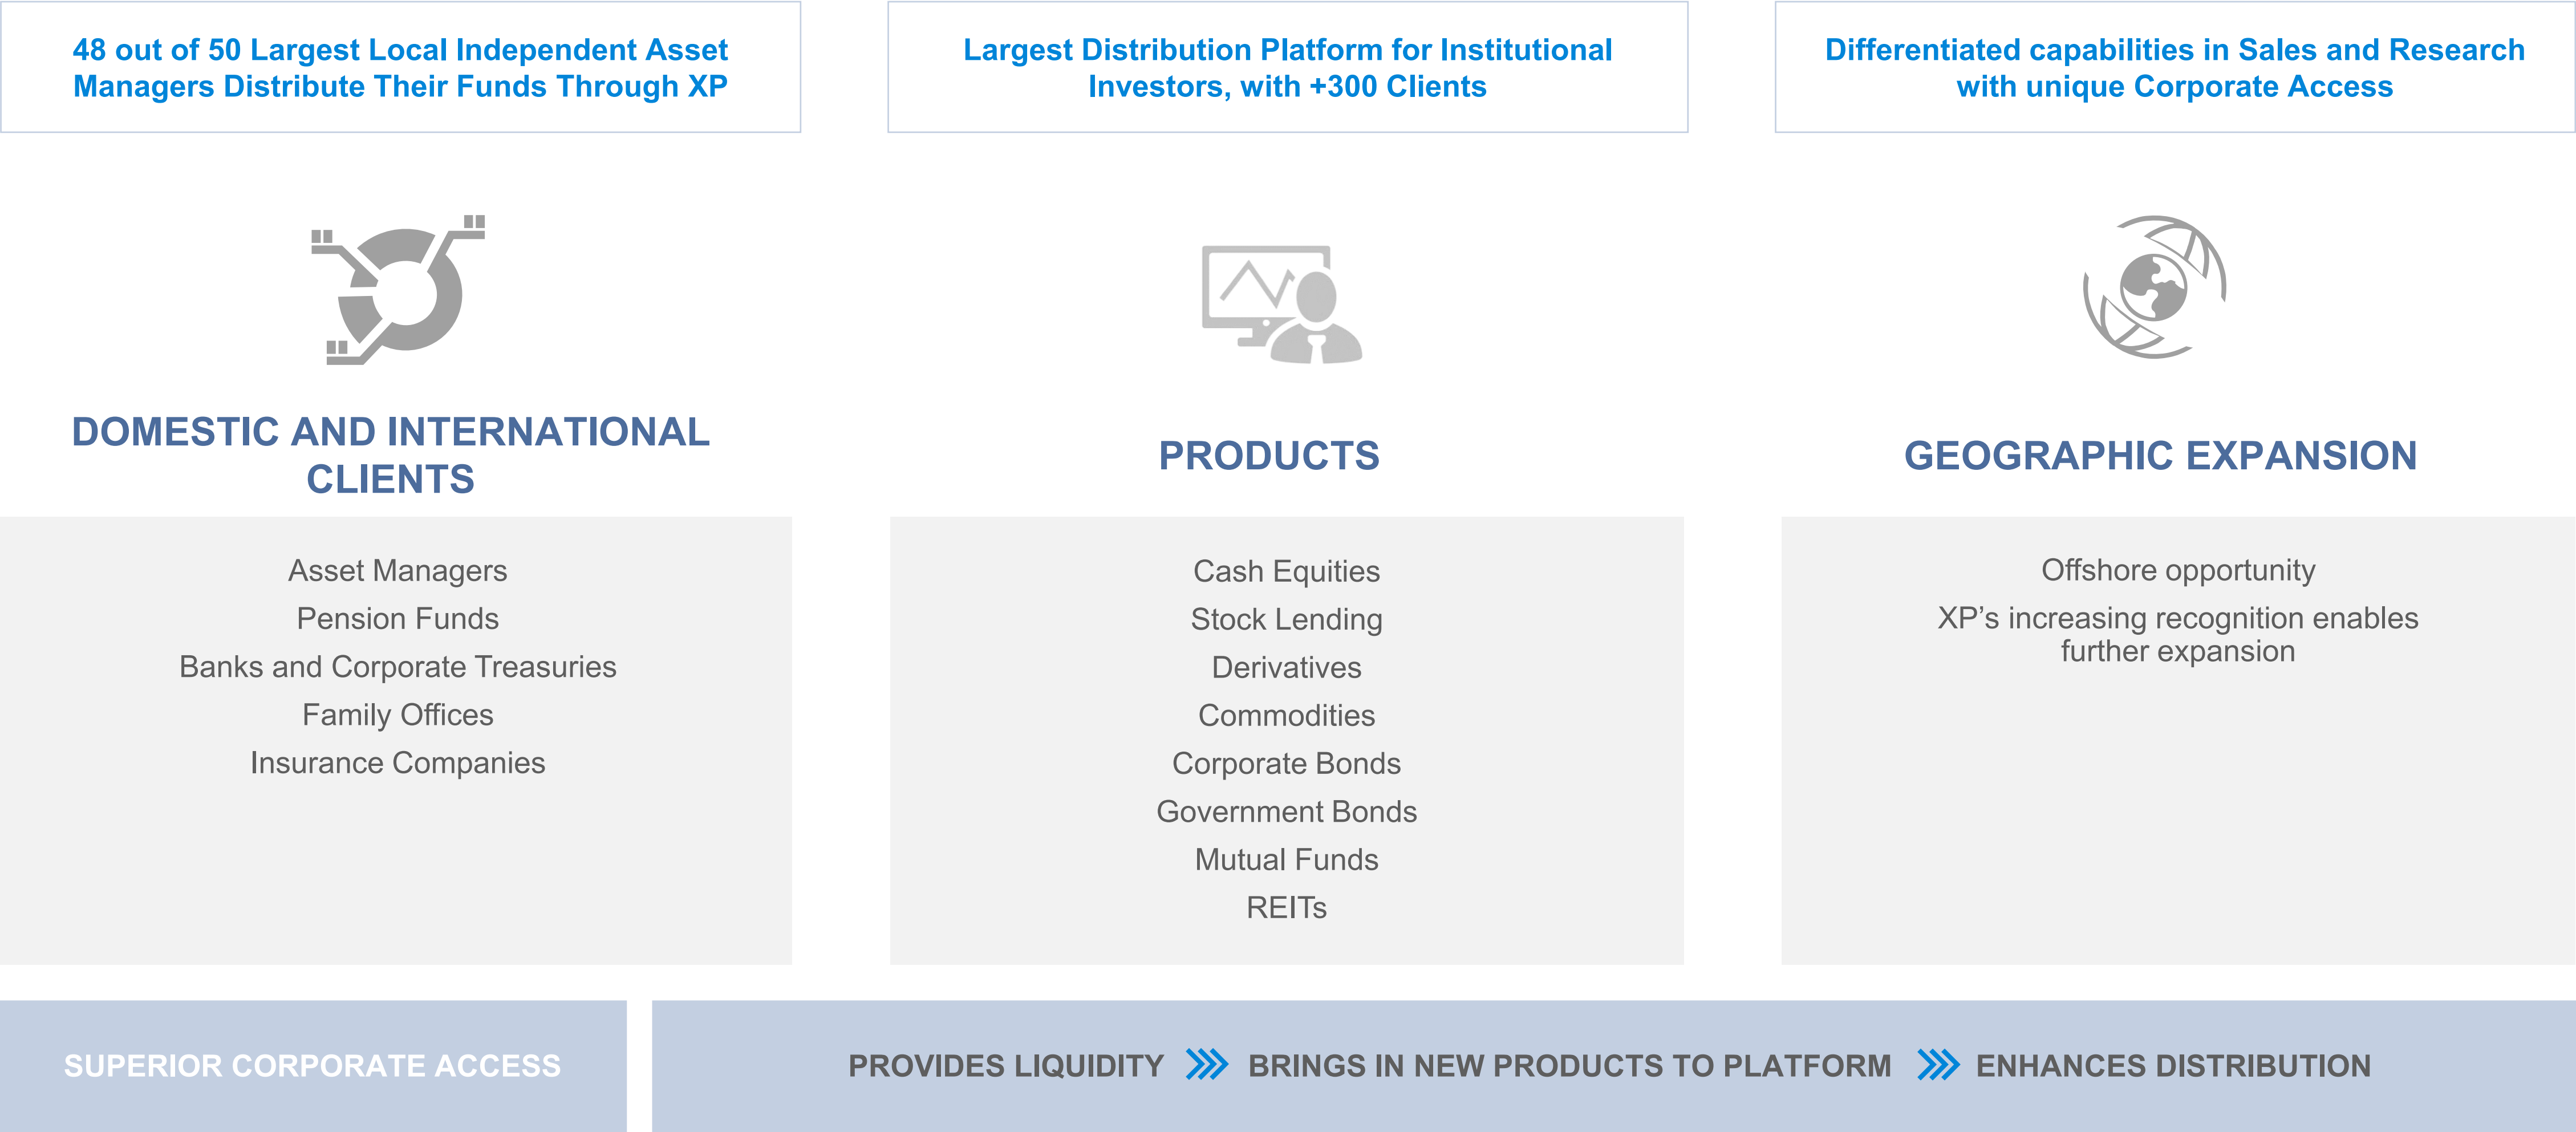 48 out of 50 Largest Local Independent Asset
Managers Distribute Their Funds Through XP
Largest Distribution Platform for Institutional
Investors, with +300 Clients
Differentiated capabilities in Sales and Research
with unique Corporate Access
DOMESTIC AND INTERNATIONAL
CLIENTS
Asset Managers
Pension Funds
Banks and Corporate Treasuries
Family Offices
Insurance Companies
PRODUCTS
Cash Equities
Stock Lending
Derivatives
Commodities
Corporate Bonds
Government Bonds
Mutual Funds
REITs
GEOGRAPHIC EXPANSION
Offshore opportunity
XP’s increasing recognition enables
further expansion
SUPERIOR CORPORATE ACCESS
PROVIDES LIQUIDITY BRINGS IN NEW PRODUCTS TO PLATFORM ENHANCES DISTRIBUTION